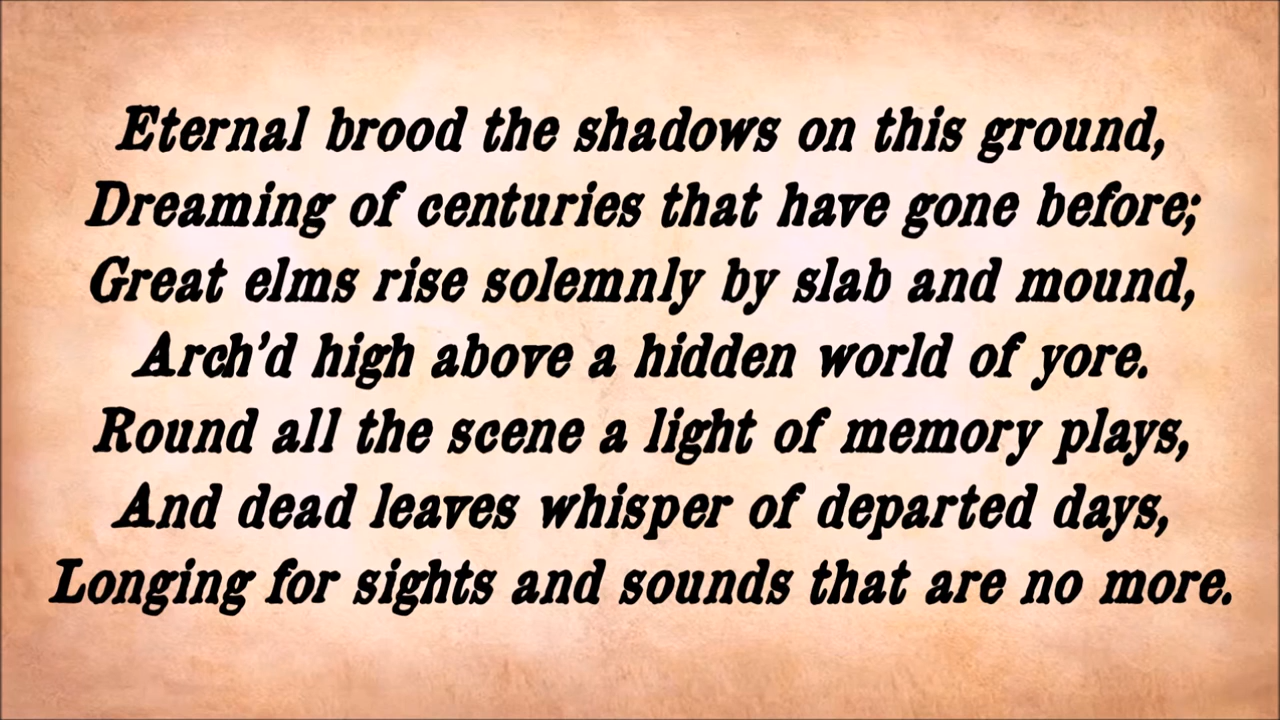 Eternal brood the shadows on this ground,
Dreaming of centuries that have gone before;
Great elms rise solemnly by slab and mound,
Arch'd high above a hidden world of yore.
Round all the scene a light of memory plays,
And dead leaves whisper of departed days,
Longing for sights and sounds that are no more.